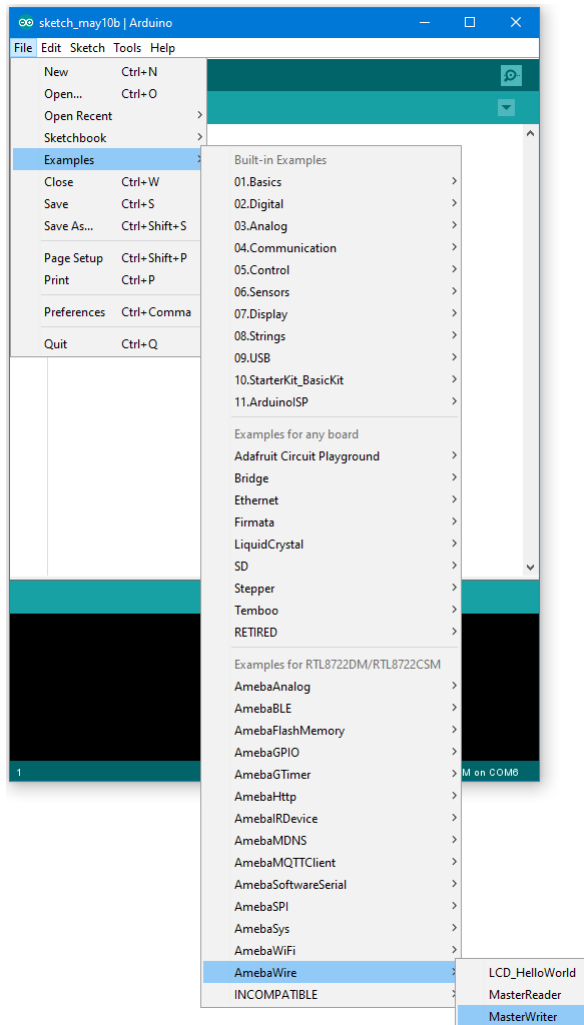 sketch_may10b | Arduino
File Edit Sketch Tools Help
New Ctrl+N
Open... Ctrl+O
Open Recent
Sketchbook
Examples
Close Ctrl+W
Save Ctrl+S
Save As... Ctrl+Shift+S
Page Setup Ctrl+Shift+P
Print Ctrl+P
Preferences Ctrl+Comma
Quit Ctrl+Q
Built-in Examples
01.Basics
02.Digital
03.Analog
04.Communication
05.Control
06.Sensors
07.Display
08.Strings
09.USB
10.StarterKit_BasicKit
11.ArduinoISP
Examples for any board
Adafruit Circuit Playground
Bridge
Ethernet
Firmata
LiquidCrystal
SD
Stepper
Temboo
RETIRED
Examples for RTL8722DM/RTL8722CSM
AmebaAnalog
AmebaBLE
AmebaFlashMemory
AmebaGPIO
AmebaGTimer
AmebaHttp
AmebaIRDevice
AmebaMDNS
AmebaMQTTClient
AmebaSoftwareSerial
AmebaSPI
AmebaSys
AmebaWiFi
AmebaWire
INCOMPATIBLE
LCD_HelloWorld
MasterReader
MasterWriter
1 M on COM6